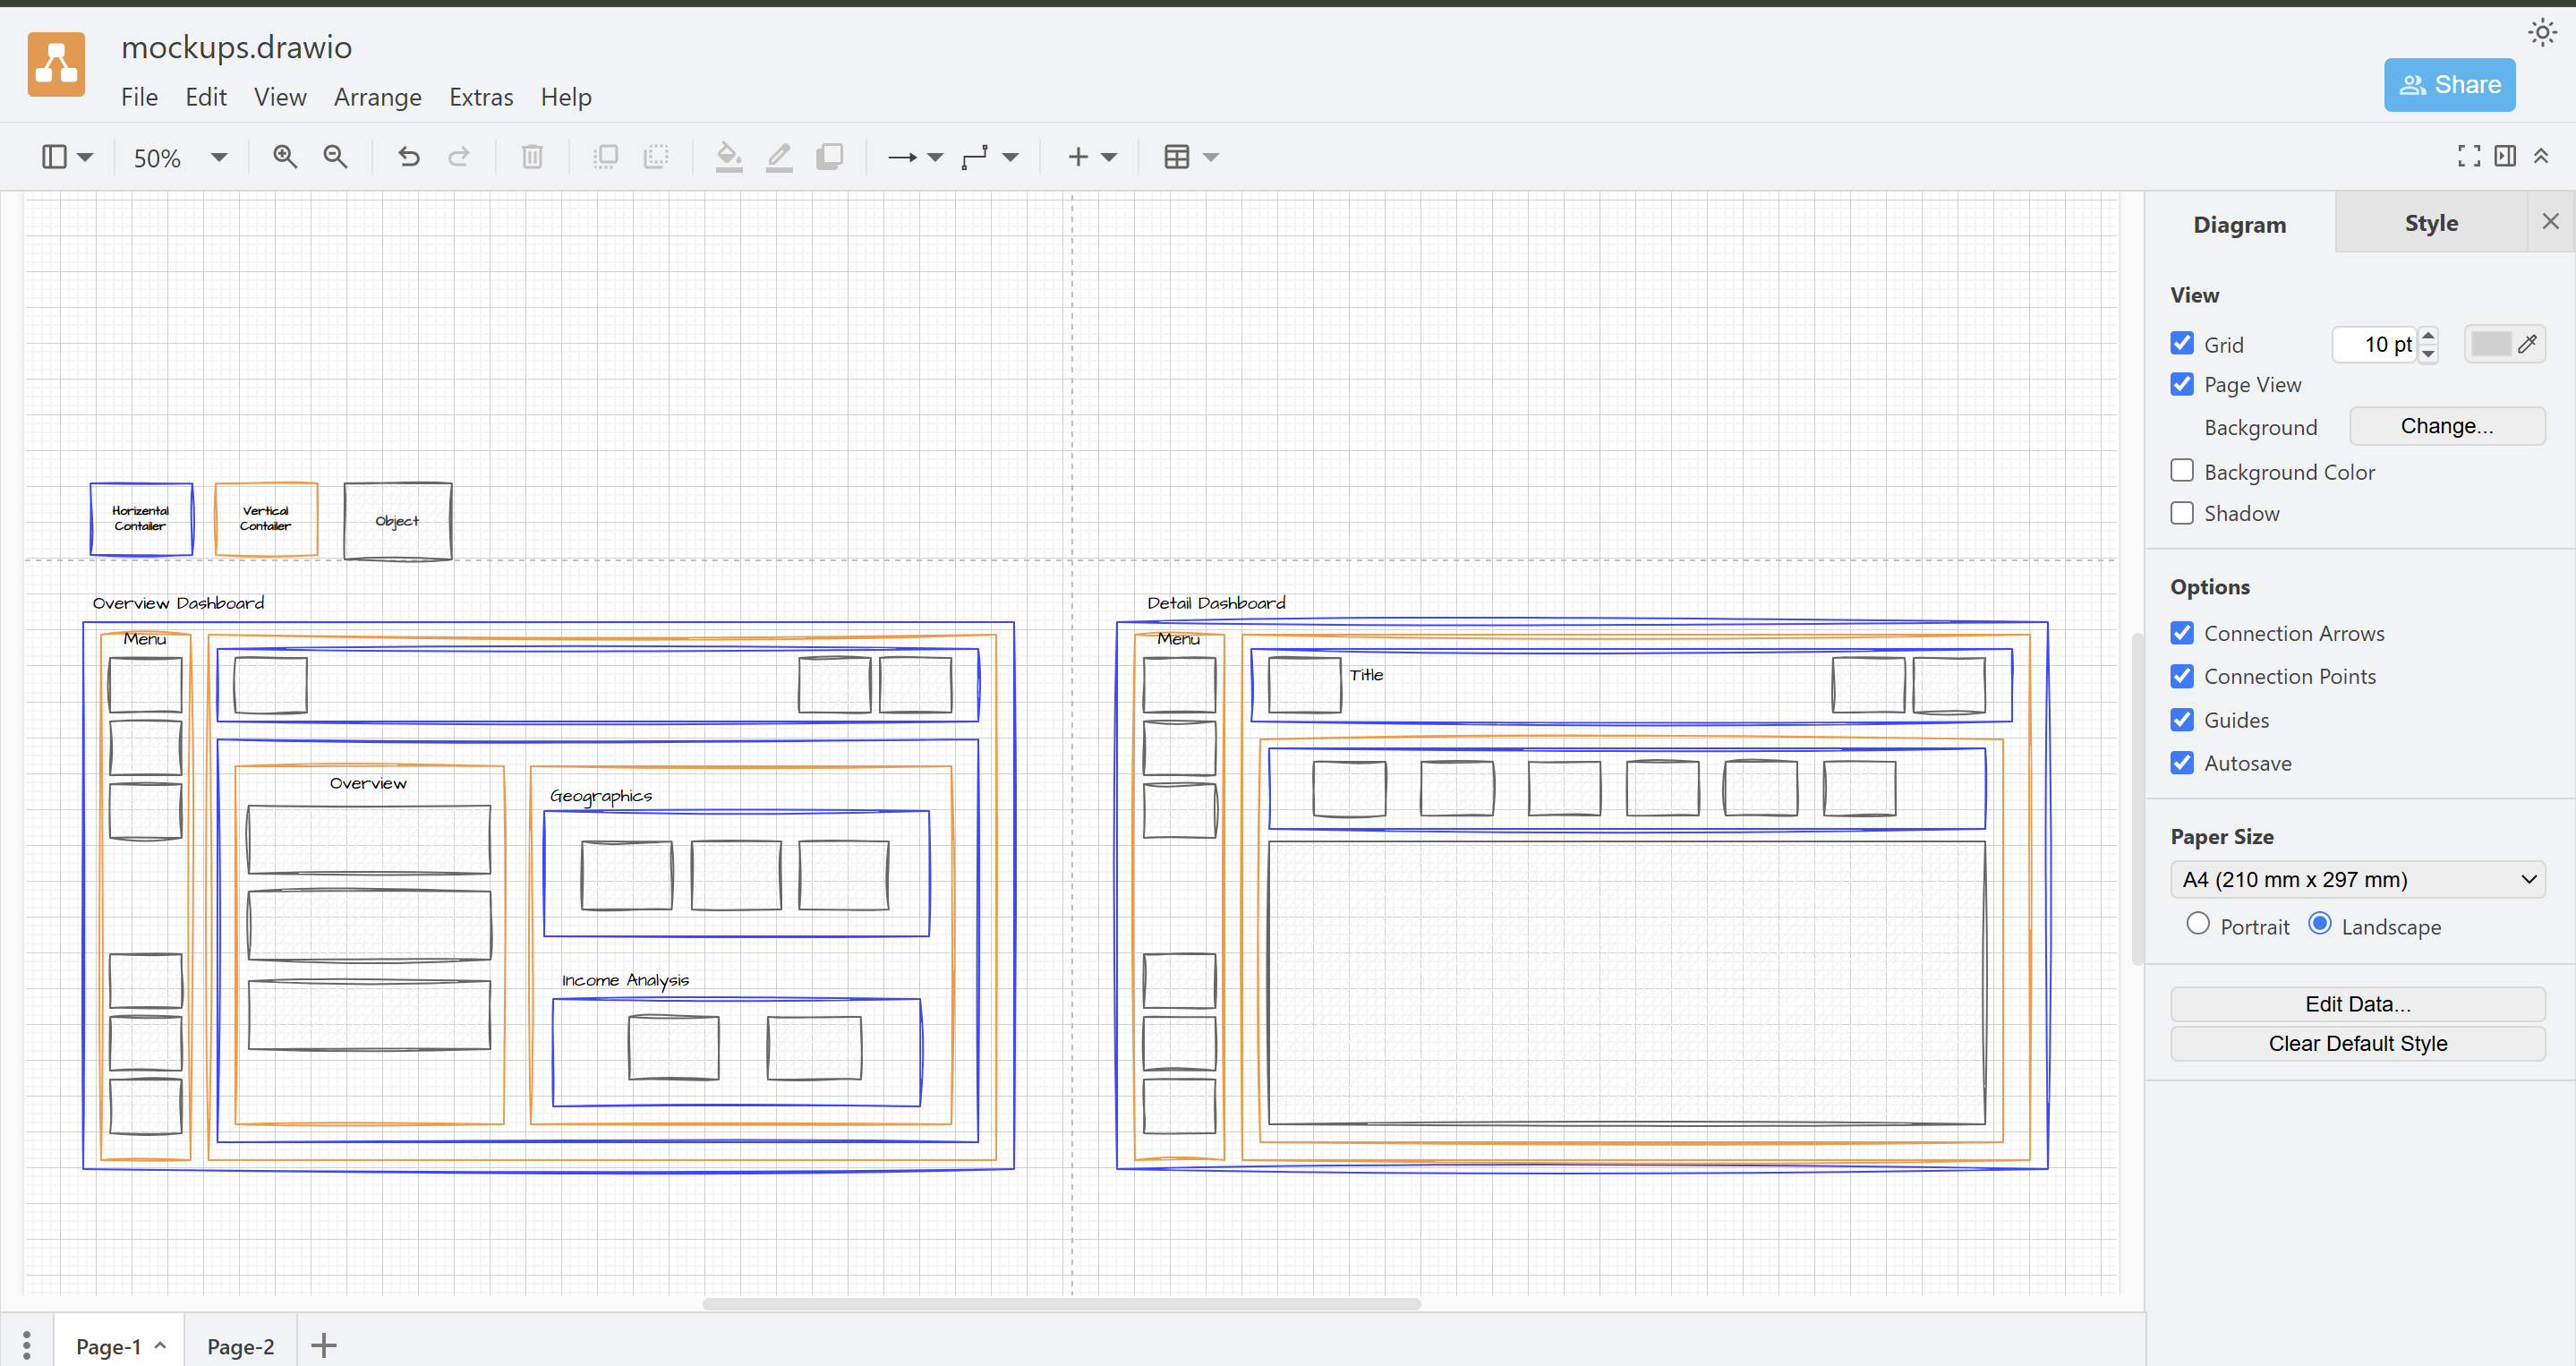 mockups.drawio
File Edit View Arrange Extras Help
Share
50%
Diagram Style
View
Grid 10 pt
Page View
Background Change...
Background Color
Shadow
Options
Connection Arrows
Connection Points
Guides
Autosave
Paper Size
A4 (210 mm x 297 mm)
Portrait Landscape
Edit Data...
Clear Default Style
Horizental
Contailer
Vertical
Contailer
Object
Overview Dashboard
Menu
Overview
Geographics
Income Analysis
Detail Dashboard
Menu
Title
Page-1 Page-2